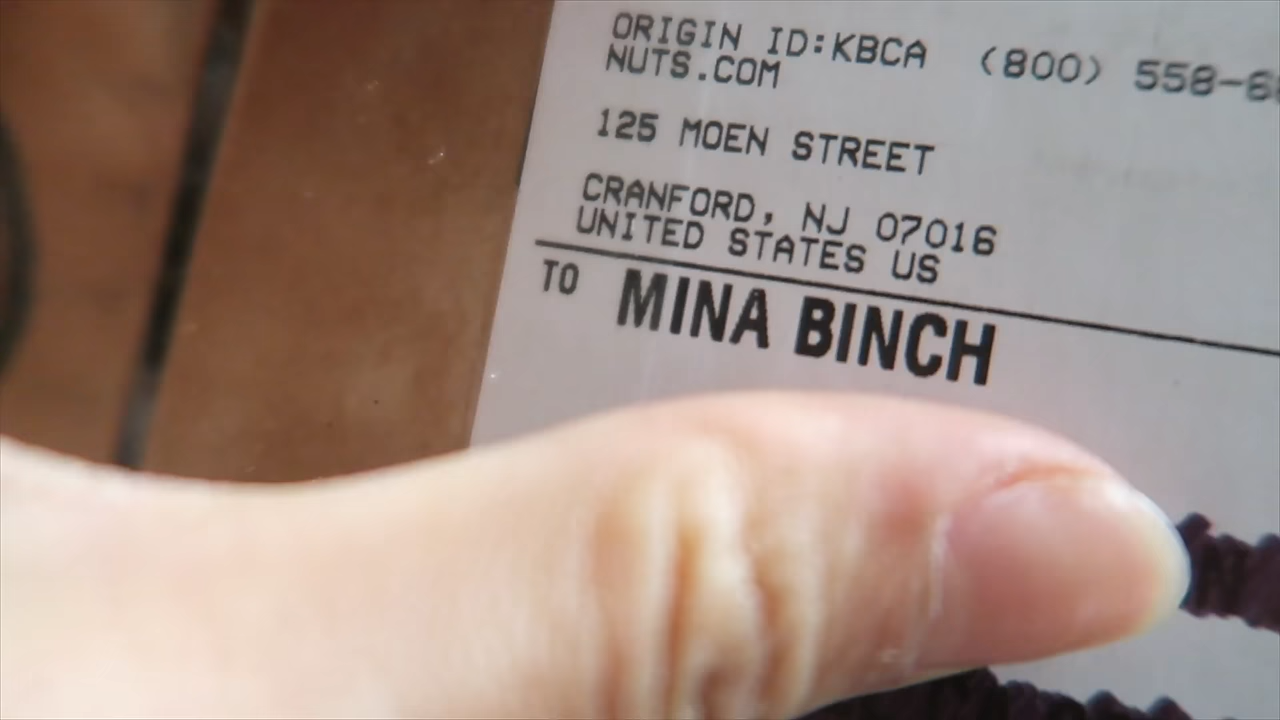 ORIGIN ID:KBCA (800) 558-6
NUTS.COM
125 MOEN STREET
CRANFORD, NJ 07016
UNITED STATES US
TO MINA BINCH